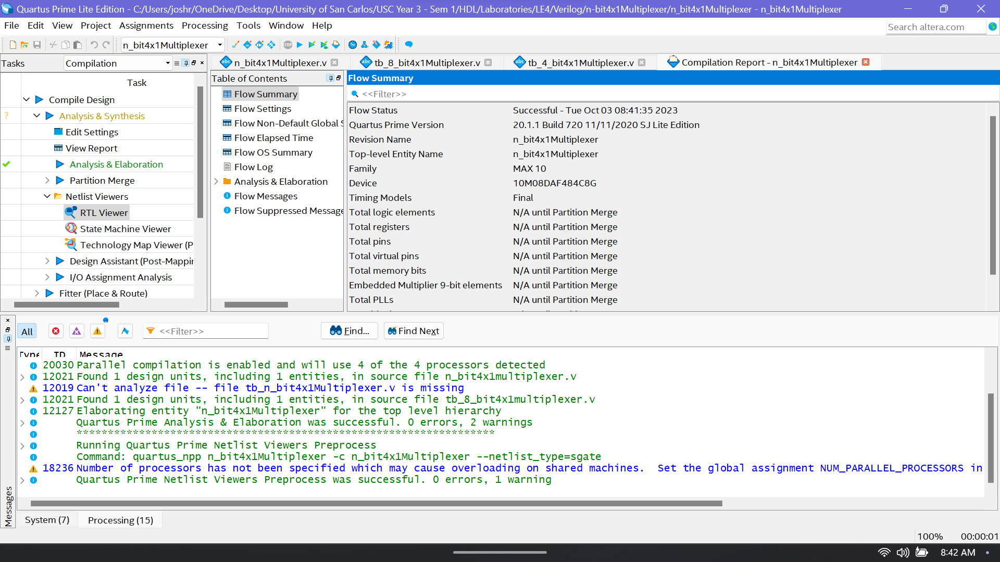 Quartus Prime Lite Edition - C:/Users/joshr/OneDrive/Desktop/University of San Carlos/USC Year 3 - Sem 1/HDL/Laboratories/LE4/Verilog/n-bit4x1Multiplexer/n_bit4x1Multiplexer - n_bit4x1Multiplexer
File Edit View Project Assignments Processing Tools Window Help
Search altera.com
n_bit4x1Multiplexer
Tasks Compilation
n_bit4x1Multiplexer.v tb_8_bit4x1Multiplexer.v tb_4_bit4x1Multiplexer.v Compilation Report - n_bit4x1Multiplexer
Task
Compile Design
Analysis & Synthesis
Edit Settings
View Report
Analysis & Elaboration
Partition Merge
Netlist Viewers
RTL Viewer
State Machine Viewer
Technology Map Viewer (P
Design Assistant (Post-Mappin
I/O Assignment Analysis
Fitter (Place & Route)
Table of Contents
Flow Summary
Flow Settings
Flow Non-Default Global S
Flow Elapsed Time
Flow OS Summary
Flow Log
Analysis & Elaboration
Flow Messages
Flow Suppressed Message
Flow Summary
<<Filter>>
Flow Status Successful - Tue Oct 03 08:41:35 2023
Quartus Prime Version 20.1.1 Build 720 11/11/2020 SJ Lite Edition
Revision Name n_bit4x1Multiplexer
Top-level Entity Name n_bit4x1Multiplexer
Family MAX 10
Device 10M08DAF484C8G
Timing Models Final
Total logic elements N/A until Partition Merge
Total registers N/A until Partition Merge
Total pins N/A until Partition Merge
Total virtual pins N/A until Partition Merge
Total memory bits N/A until Partition Merge
Embedded Multiplier 9-bit elements N/A until Partition Merge
Total PLLs N/A until Partition Merge
All <<Filter>> Find... Find Next
Type ID Message
20030 Parallel compilation is enabled and will use 4 of the 4 processors detected
12021 Found 1 design units, including 1 entities, in source file n_bit4x1multiplexer.v
12019 Can't analyze file -- file tb_n_bit4x1Multiplexer.v is missing
12021 Found 1 design units, including 1 entities, in source file tb_8_bit4x1multiplexer.v
12127 Elaborating entity "n_bit4x1Multiplexer" for the top level hierarchy
Quartus Prime Analysis & Elaboration was successful. 0 errors, 2 warnings
*******************************************************************
Running Quartus Prime Netlist Viewers Preprocess
Command: quartus_npp n_bit4x1Multiplexer -c n_bit4x1Multiplexer --netlist_type=sgate
18236 Number of processors has not been specified which may cause overloading on shared machines.  Set the global assignment NUM_PARALLEL_PROCESSORS in
Quartus Prime Netlist Viewers Preprocess was successful. 0 errors, 1 warning
Messages
System (7) Processing (15)
100% 00:00:01
8:42 AM